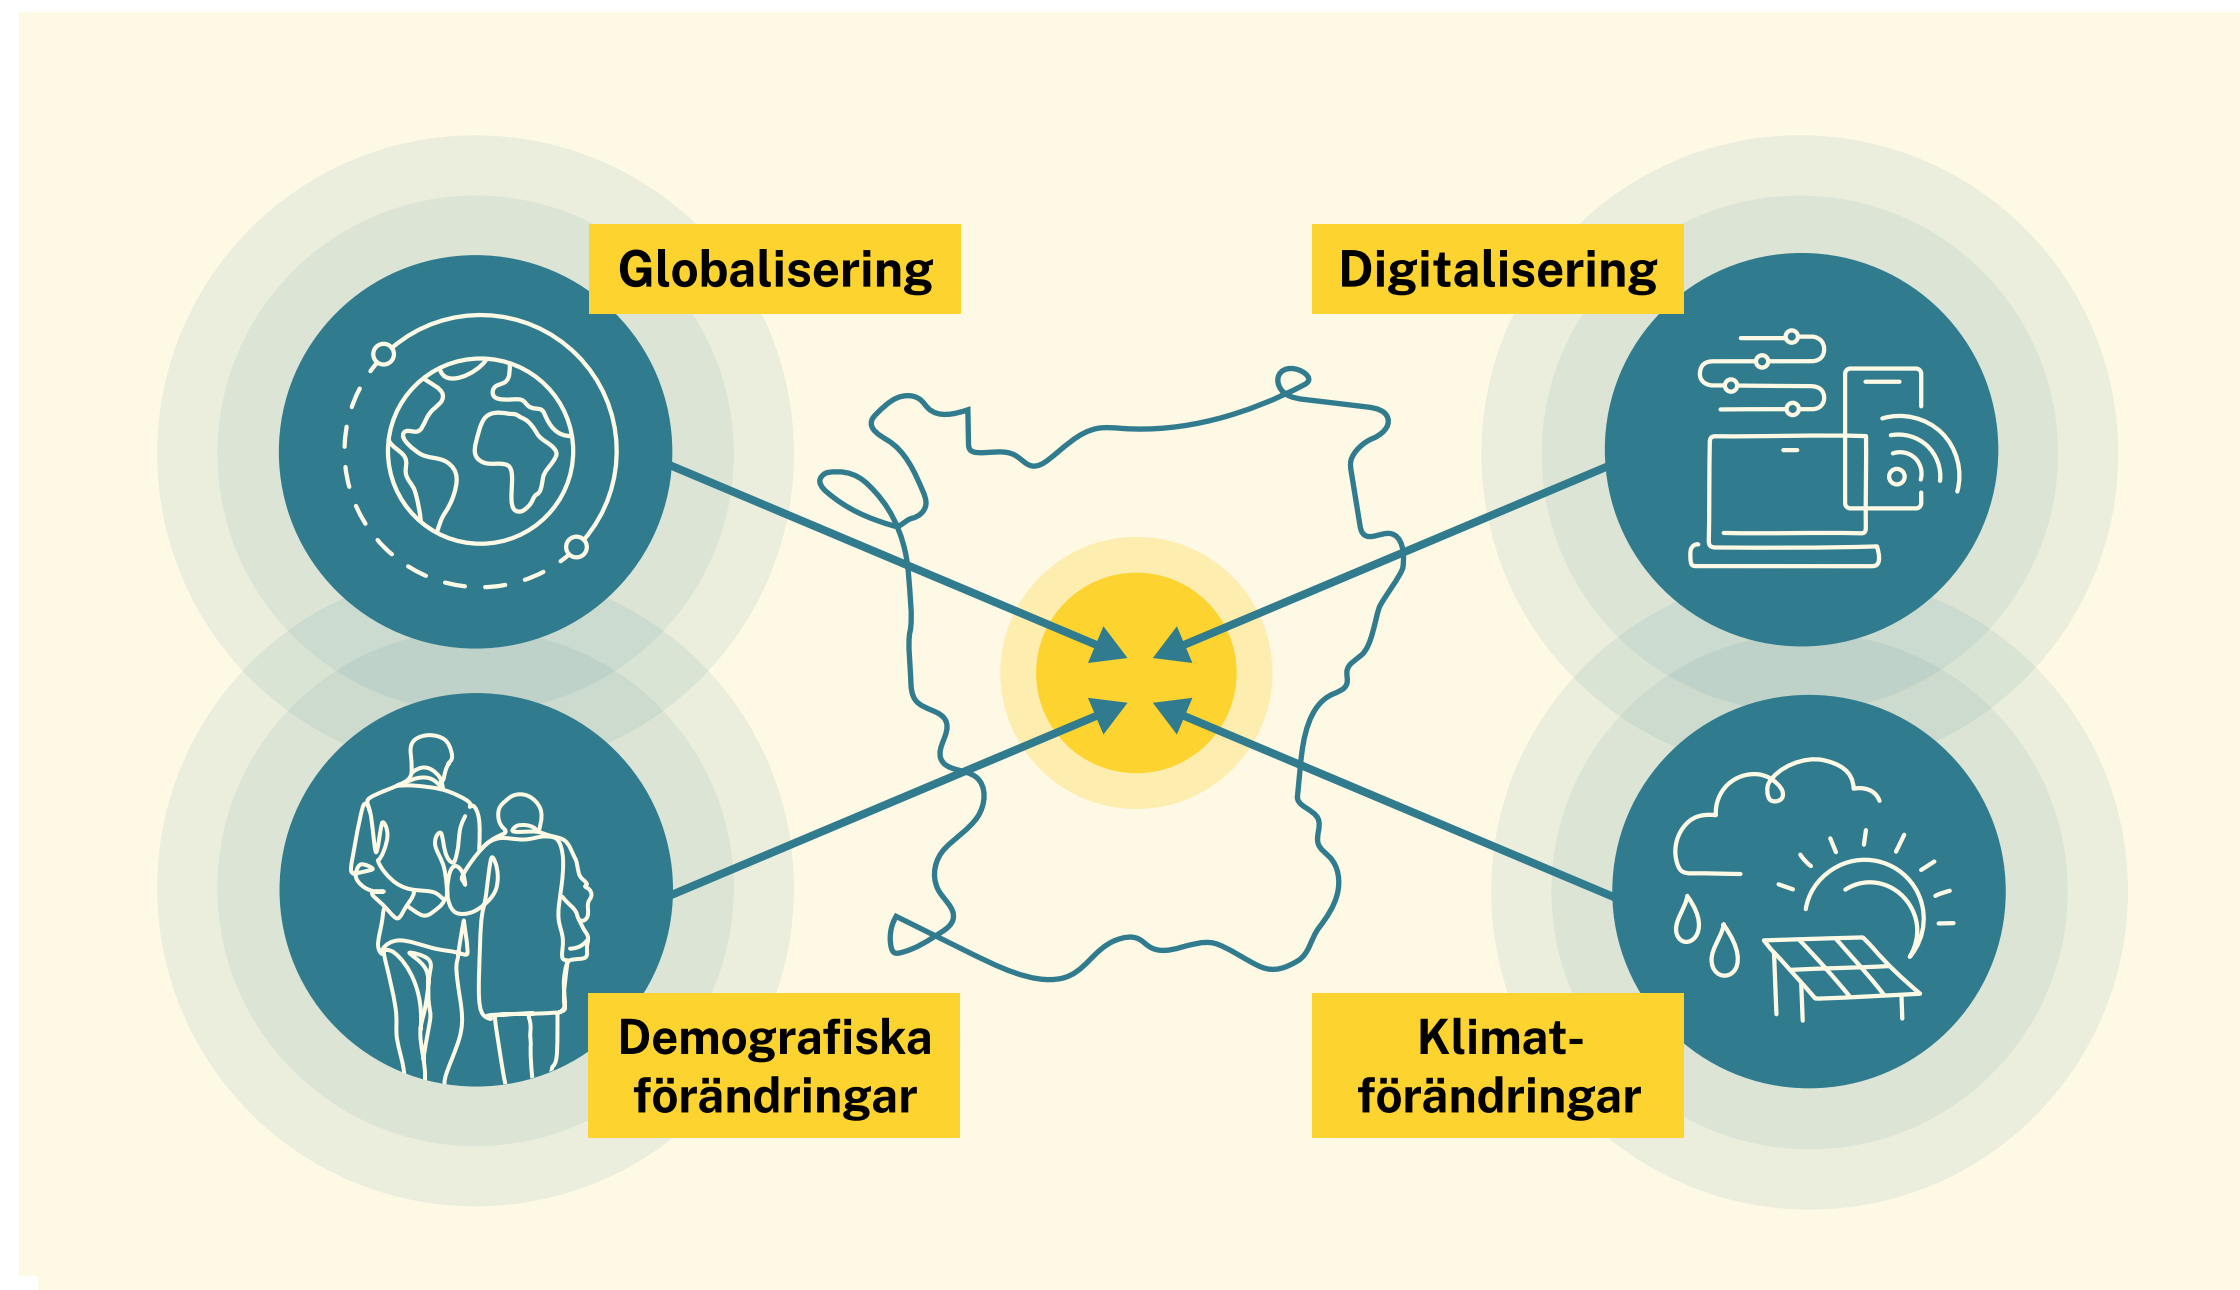 Globalisering
Digitalisering
Demografiska
förändringar
Klimat-
förändringar